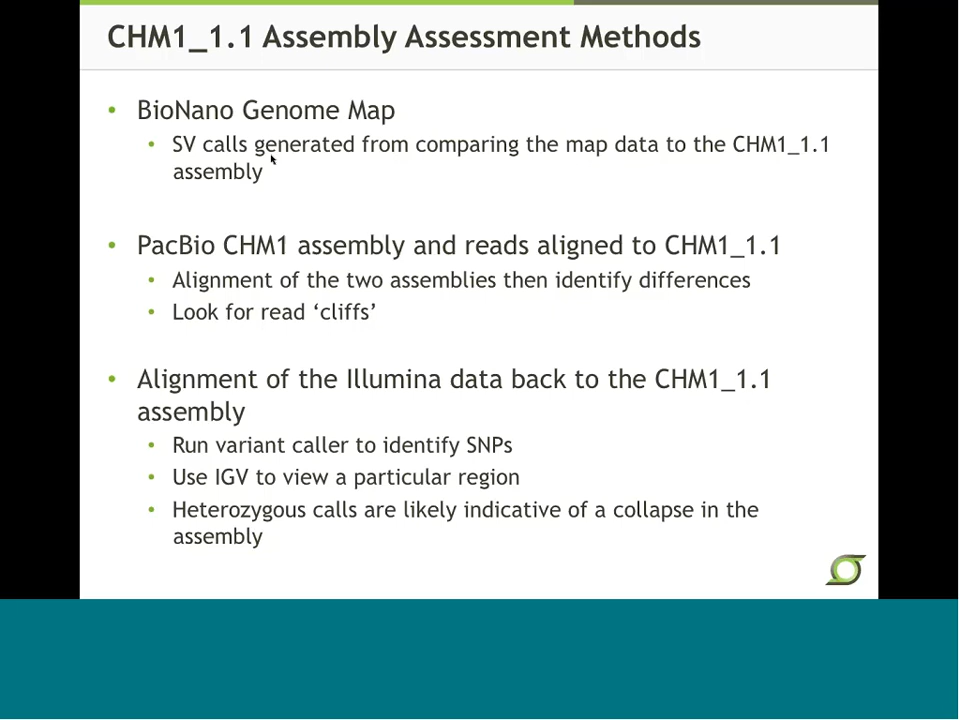 CHM1_1.1 Assembly Assessment Methods
• BioNano Genome Map
• SV calls generated from comparing the map data to the CHM1_1.1
assembly
• PacBio CHM1 assembly and reads aligned to CHM1_1.1
• Alignment of the two assemblies then identify differences
• Look for read ‘cliffs’
• Alignment of the Illumina data back to the CHM1_1.1
assembly
• Run variant caller to identify SNPs
• Use IGV to view a particular region
• Heterozygous calls are likely indicative of a collapse in the
assembly